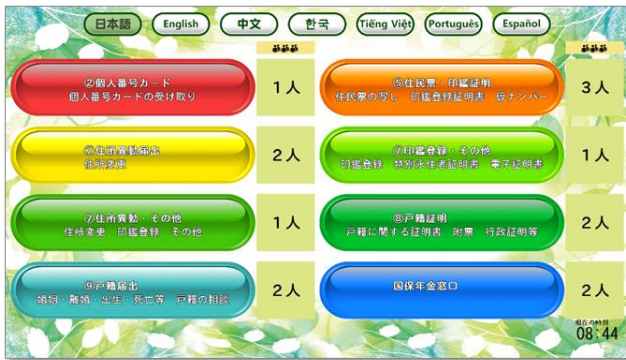 日本語 English 中文 한국 Tiếng Việt Português Español
②個人番号カード
個人番号カードの受け取り
1人
⑤住民票・印鑑証明
住民票の写し 印鑑登録証明書 仮ナンバー
3人
⑦住所異動届出
住所変更
2人
⑦印鑑登録・その他
印鑑登録 特別永住者証明書 電子証明書
1人
⑦住所異動・その他
住所変更 印鑑登録 その他
1人
⑧戸籍証明
戸籍に関する証明書 附票 行政証明等
2人
⑨戸籍届出
婚姻・離婚・出生・死亡等 戸籍の相談
2人
国保年金窓口
2人
現在の時刻
08:44